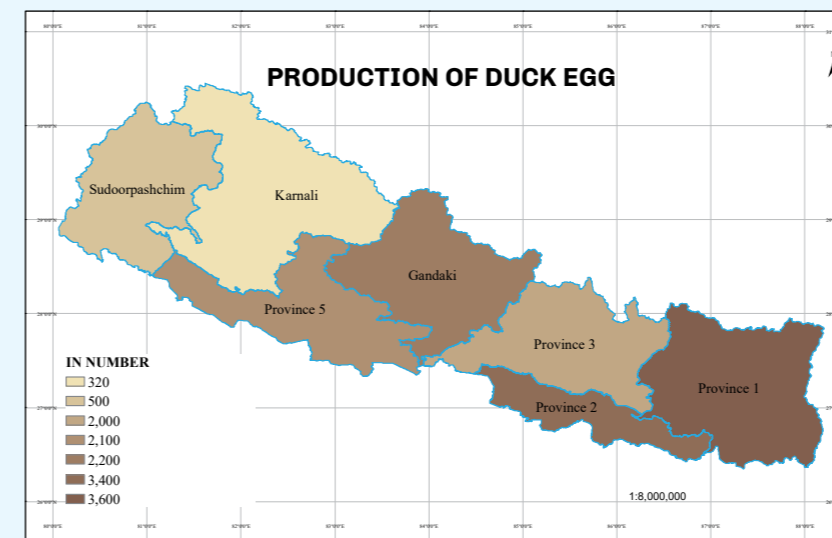 PRODUCTION OF DUCK EGG
Sudoorpashchim
Karnali
Gandaki
Province 5
Province 3
Province 1
Province 2
IN NUMBER
320
500
2,000
2,100
2,200
3,400
3,600
1:8,000,000